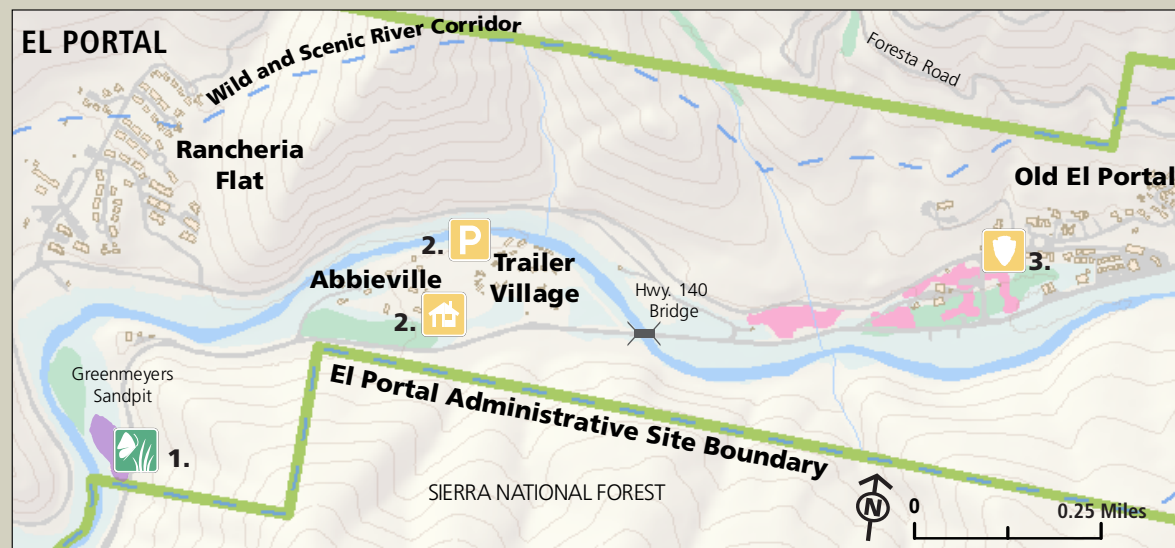 EL PORTAL
Wild and Scenic River Corridor
Foresta Road
Rancheria
Flat
Old El Portal
2.
P
Trailer
Village
3.
Abbieville
2.
Hwy. 140
Bridge
Greenmeyers
Sandpit
El Portal Administrative Site Boundary
1.
SIERRA NATIONAL FOREST
N
0
0.25 Miles